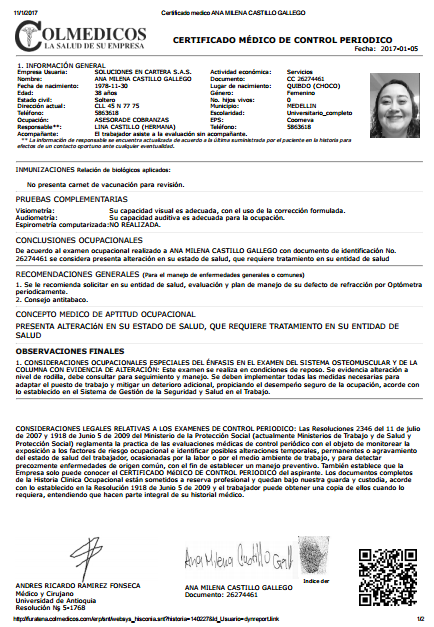 11/1/2017 Certificado medico ANA MILENA CASTILLO GALLEGO
COLMEDICOS
LA SALUD DE SU EMPRESA
CERTIFICADO MÉDICO DE CONTROL PERIODICO
Fecha: 2017-01-05
1. INFORMACIÓN GENERAL
Empresa Usuaria: SOLUCIONES EN CARTERA S.A.S. Actividad económica: Servicios
Nombre: ANA MILENA CASTILLO GALLEGO Documento: CC 26274461
Fecha de nacimiento: 1978-11-30 Lugar de nacimiento: QUIBDO (CHOCO)
Edad: 38 años Género: Femenino
Estado civil: Soltero No. hijos vivos: 0
Dirección actual: CLL 45 N 77 75 Municipio: MEDELLIN
Teléfono: 5863618 Escolaridad: Universitario_completo
Ocupación: ASESORADE COBRANZAS EPS: Coomeva
Responsable**: LINA CASTILLO (HERMANA) Teléfono: 5863618
Acompañante: El trabajador asiste a la evaluación sin acompañante.
** La información de responsable se encuentra actualizada de acuerdo a la última suministrada por el paciente en la historia para
efectos de un contacto oportuno ante cualquier eventualidad.
INMUNIZACIONES Relación de biológicos aplicados:
No presenta carnet de vacunación para revisión.
PRUEBAS COMPLEMENTARIAS
Visiometría: Su capacidad visual es adecuada, con el uso de la corrección formulada.
Audiometría: Su capacidad auditiva es adecuada para la ocupación.
Espirometría computarizada: NO REALIZADA.
CONCLUSIONES OCUPACIONALES
De acuerdo al examen ocupacional realizado a ANA MILENA CASTILLO GALLEGO con documento de identificación No.
26274461 se considera presenta alteración en su estado de salud, que requiere tratamiento en su entidad de salud
RECOMENDACIONES GENERALES (Para el manejo de enfermedades generales o comunes)
1. Se le recomienda solicitar en su entidad de salud, evaluación y plan de manejo de su defecto de refracción por Optómetra
periodicamente.
2. Consejo antitabaco.
CONCEPTO MEDICO DE APTITUD OCUPACIONAL
PRESENTA ALTERACIóN EN SU ESTADO DE SALUD, QUE REQUIERE TRATAMIENTO EN SU ENTIDAD DE
SALUD
OBSERVACIONES FINALES
1. CONSIDERACIONES OCUPACIONALES ESPECIALES DEL ÉNFASIS EN EL EXAMEN DEL SISTEMA OSTEOMUSCULAR Y DE LA
COLUMNA CON EVIDENCIA DE ALTERACIÓN: Este examen se realiza en condiciones de reposo. Se evidencia alteración a
nivel de rodilla, debe consultar para seguimiento y manejo. Se deben implementar todas las medidas necesarias para
adaptar el puesto de trabajo y mitigar un deterioro adicional, propiciando el desempeño seguro de la ocupación, acorde con
lo establecido en el Sistema de Gestión de la Seguridad y Salud en el Trabajo.
CONSIDERACIONES LEGALES RELATIVAS A LOS EXAMENES DE CONTROL PERIODICO: Las Resoluciones 2346 del 11 de julio
de 2007 y 1918 de Junio 5 de 2009 del Ministerio de la Protección Social (actualmente Ministerios de Trabajo y de Salud y
Protección Social) reglamenta la practica de las evaluaciones médicas de control periódico con el objeto de monitorear la
exposición a los factores de riesgo ocupacional e identificar posibles alteraciones temporales, permanentes o agravamento
del estado de salud del trabajador, ocasionadas por la labor o por el medio ambiente de trabajo, y para detectar
precozmente enfermedades de origen común, con el fin de establecer un manejo preventivo. También establece que la
Empresa solo puede conocer el CERTIFICADO MéDICO DE CONTROL PERIODICO del aspirante. Los documentos completos
de la Historia Clínica Ocupacional están sometidos a reserva profesional y quedan bajo nuestra guarda y custodia, acorde
con lo establecido en la Resolución 1918 de Junio 5 de 2009 y el trabajador puede obtener una copia de ellos cuando lo
requiera, entendiendo que hacen parte integral de su historial médico.
Ana Milena Castillo Gall
Indice der
ANDRES RICARDO RAMIREZ FONSECA
Médico y Cirujano
Universidad de Antioquia
Resolución Nş 5-1768
ANA MILENA CASTILLO GALLEGO
Documento: 26274461
http://furatena.colmedicos.com/erp/snt/websys_hisconia.snt?historia=140227&id_Usuario=dynreport.link 1/2